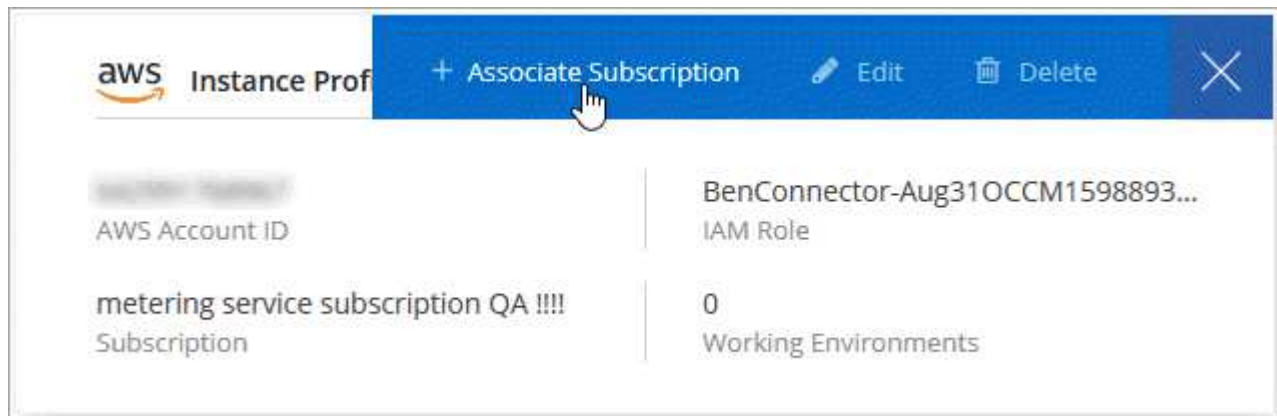 aws Instance Prof + Associate Subscription Edit Delete
BenConnector-Aug31OCCM1598893...
AWS Account ID IAM Role
metering service subscription QA !!!! 0
Subscription Working Environments